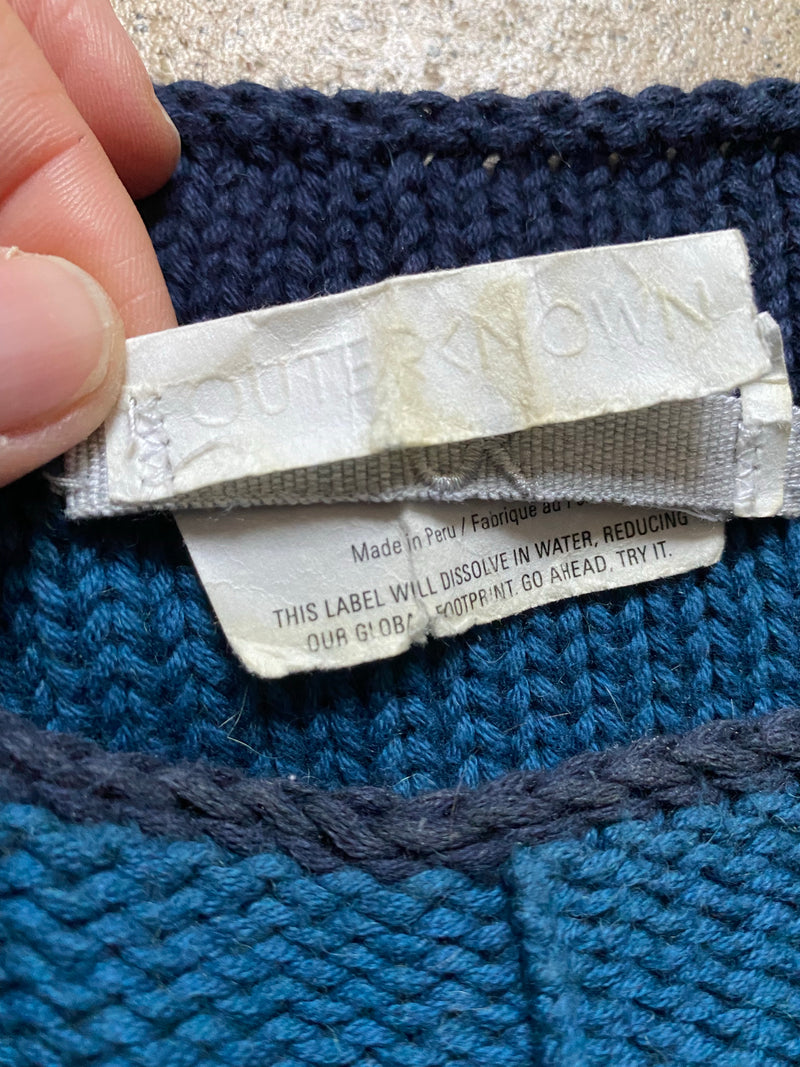 OUTERKNOWN
Made in Peru / Fabriqué au
THIS LABEL WILL DISSOLVE IN WATER, REDUCING
OUR GLOBAL FOOTPRINT. GO AHEAD. TRY IT.